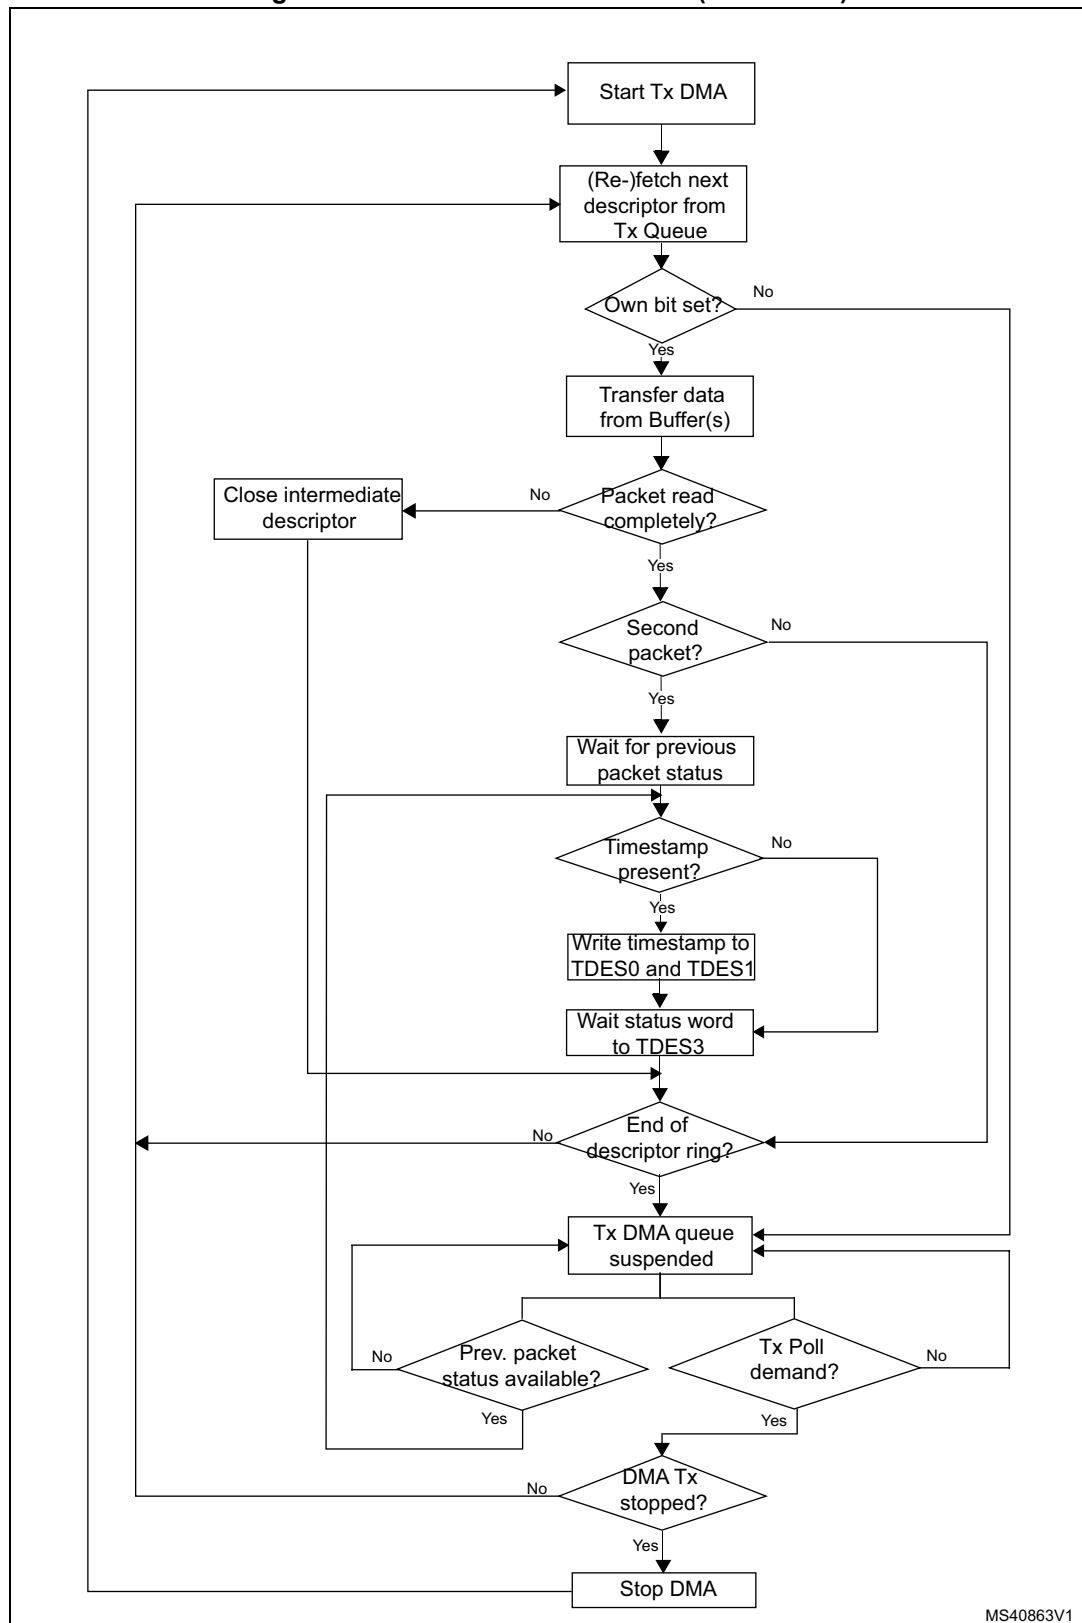 Start Tx DMA
(Re-)fetch next
descriptor from
Tx Queue
Own bit set?
No
Yes
Transfer data
from Buffer(s)
Close intermediate
descriptor
No
Packet read
completely?
Yes
Second
packet?
No
Yes
Wait for previous
packet status
Timestamp
present?
No
Yes
Write timestamp to
TDES0 and TDES1
Wait status word
to TDES3
No
End of
descriptor ring?
Yes
Tx DMA queue
suspended
No
Prev. packet
status available?
Yes
Tx Poll
demand?
No
Yes
No
DMA Tx
stopped?
Yes
Stop DMA
MS40863V1